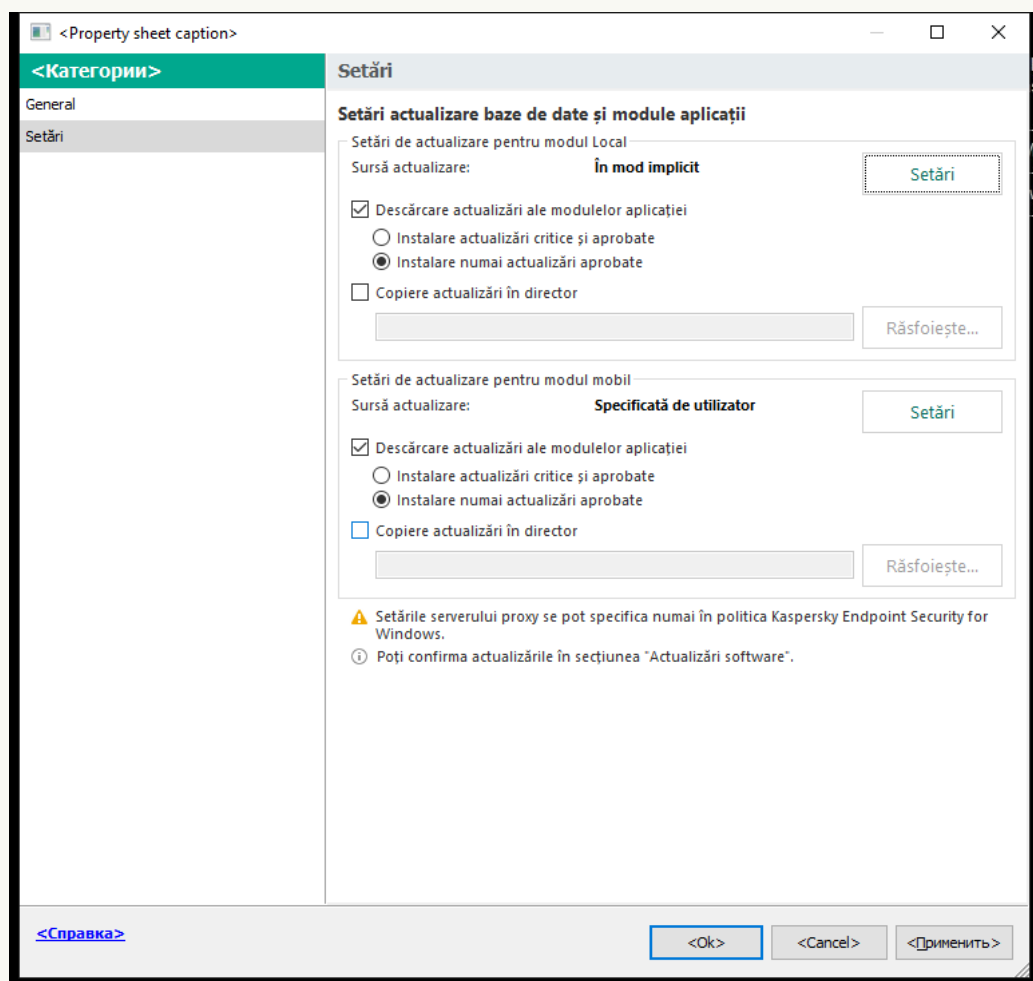 <Property sheet caption>
<Категории>
General
Setări
Setări
Setări actualizare baze de date și module aplicații
Setări de actualizare pentru modul Local
Sursă actualizare: În mod implicit
Setări
Descărcare actualizări ale modulelor aplicației
Instalare actualizări critice și aprobate
Instalare numai actualizări aprobate
Copiere actualizări în director
Răsfoiește...
Setări de actualizare pentru modul mobil
Sursă actualizare: Specificată de utilizator
Setări
Descărcare actualizări ale modulelor aplicației
Instalare actualizări critice și aprobate
Instalare numai actualizări aprobate
Copiere actualizări în director
Răsfoiește...
Setările serverului proxy se pot specifica numai în politica Kaspersky Endpoint Security for
Windows.
Poți confirma actualizările în secțiunea "Actualizări software".
<Справка>
<Ok> <Cancel> <Применить>